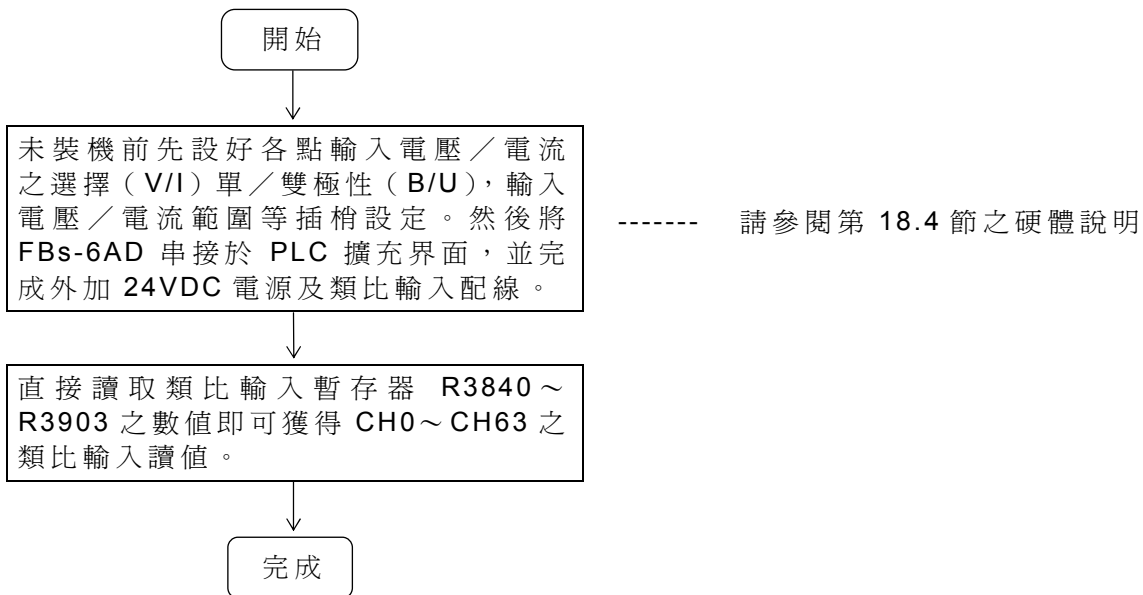 開始
未裝機前先設好各點輸入電壓／電流
之選擇（V/I）單／雙極性（B/U），輸入
電壓／電流範圍等插梢設定。然後將
FBs-6AD 串接於 PLC 擴充界面，並完
成外加 24VDC 電源及類比輸入配線。
------- 請參閱第 18.4 節之硬體說明
直接讀取類比輸入暫存器 R3840～
R3903 之數值即可獲得 CH0～CH63 之
類比輸入讀值。
完成